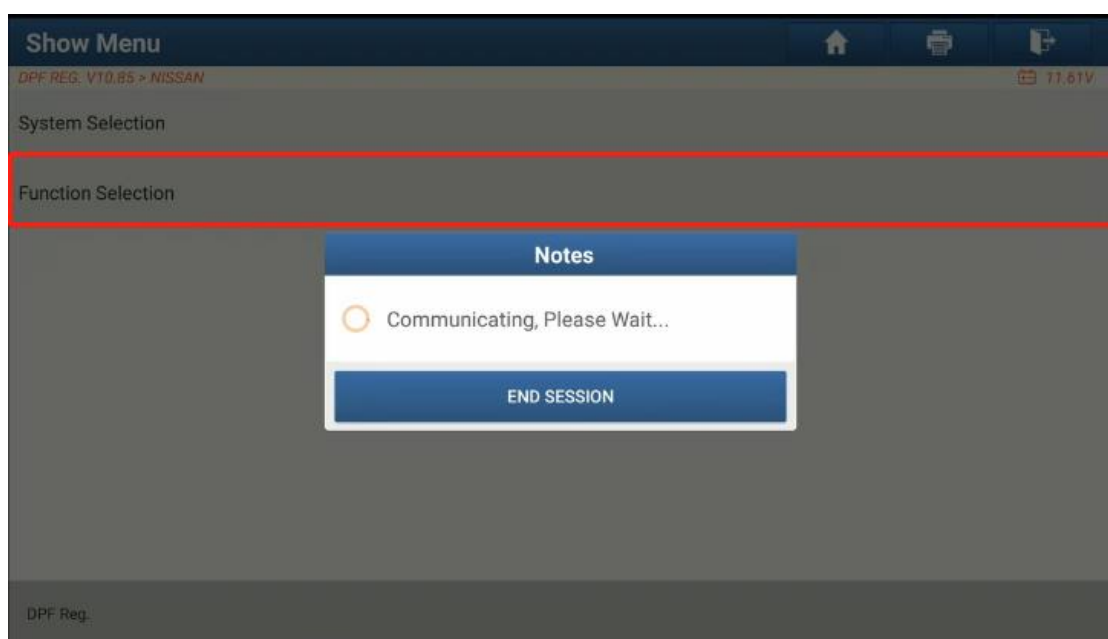 Show Menu
DPF REG. V10.85 > NISSAN
11.61V
System Selection
Function Selection
Notes
Communicating, Please Wait...
END SESSION
DPF Reg.